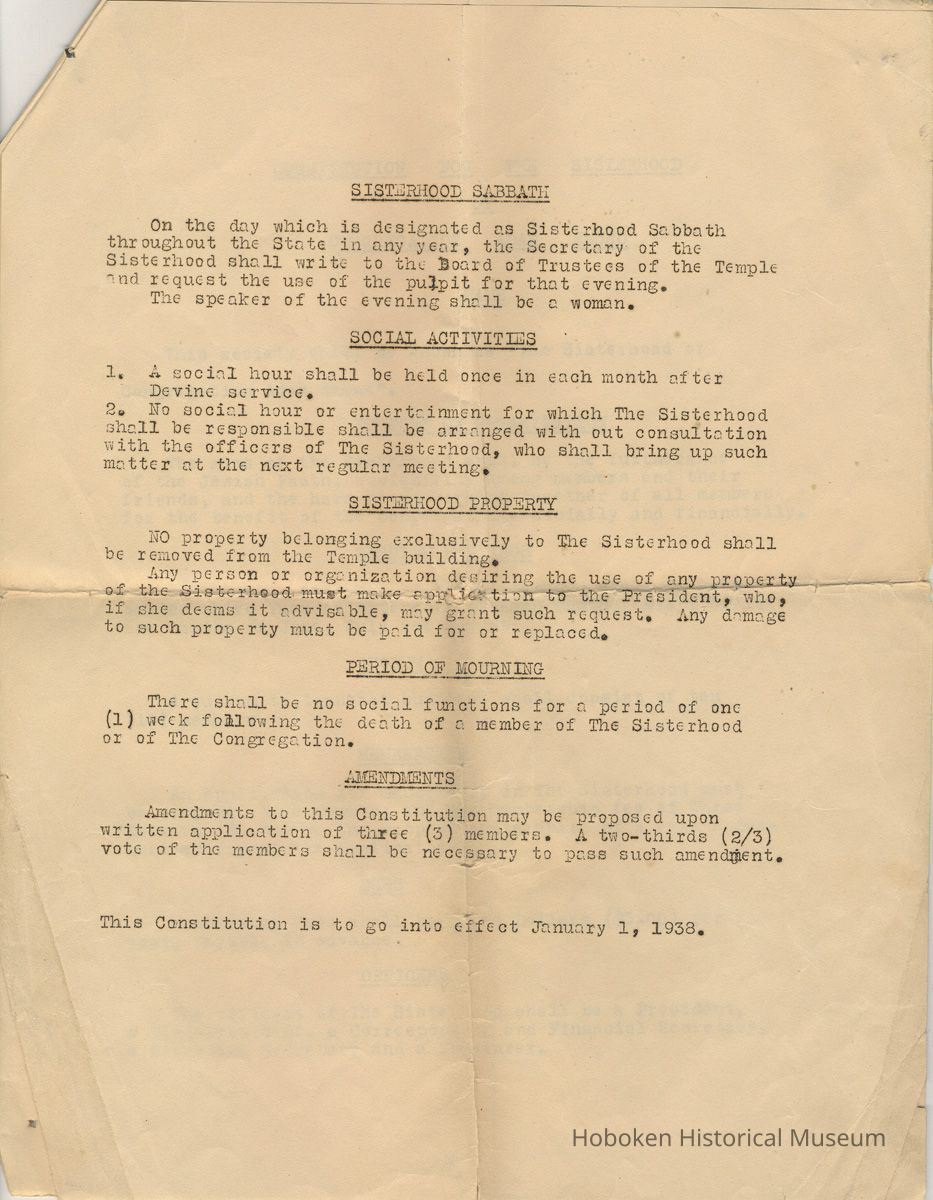 SISTERHOOD SABBATH
On the day which is designated as Sisterhood Sabbath
throughout the State in any year, the Secretary of the
Sisterhood shall write to the Board of Trustees of the Temple
and request the use of the pulpit for that evening.
The speaker of the evening shall be a woman.
SOCIAL ACTIVITIES
1. A social hour shall be held once in each month after
Devine service.
2. No social hour or entertainment for which The Sisterhood
shall be responsible shall be arranged with out consultation
with the officers of The Sisterhood, who shall bring up such
matter at the next regular meeting.
SISTERHOOD PROPERTY
NO property belonging exclusively to The Sisterhood shall
be removed from the Temple building.
Any person or organization desiring the use of any property
of the Sisterhood must make application to the President, who,
if she deems it advisable, may grant such request. Any damage
to such property must be paid for or replaced.
PERIOD OF MOURNING
There shall be no social functions for a period of one
(1) week following the death of a member of The Sisterhood
or of The Congregation.
AMENDMENTS
Amendments to this Constitution may be proposed upon
written application of three (3) members. A two-thirds (2/3)
vote of the members shall be necessary to pass such amendment.
This Constitution is to go into effect January 1, 1938.
Hoboken Historical Museum